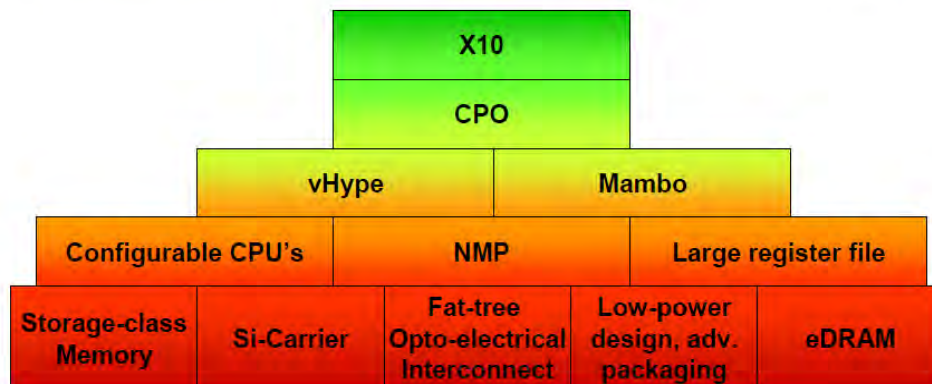 X10
CPO
vHype
Mambo
Configurable CPU's
NMP
Large register file
Storage-class
Memory
Si-Carrier
Fat-tree
Opto-electrical
Interconnect
Low-power
design, adv.
packaging
eDRAM